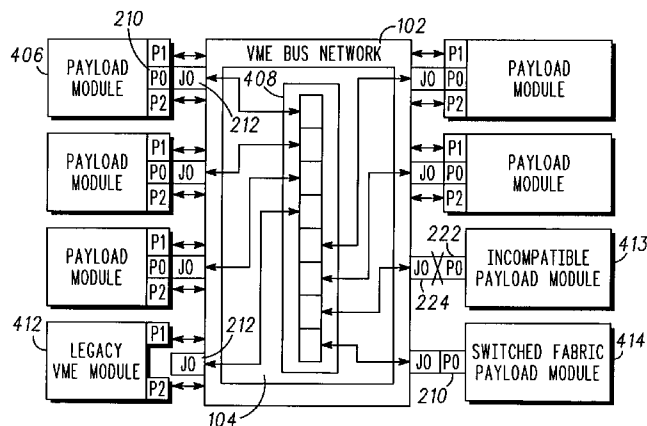 102
210
406
PAYLOAD
MODULE
P1
P0
J0
P2
212
VME BUS NETWORK
408
P1
J0
P0
P2
PAYLOAD
MODULE
PAYLOAD
MODULE
P1
P0
J0
P2
P1
J0
P0
P2
PAYLOAD
MODULE
PAYLOAD
MODULE
P1
P0
J0
P2
222
J0
P0
224
INCOMPATIBLE
PAYLOAD MODULE
413
412
LEGACY
VME MODULE
P1
212
J0
P2
104
J0
P0
210
SWITCHED FABRIC
PAYLOAD MODULE
414